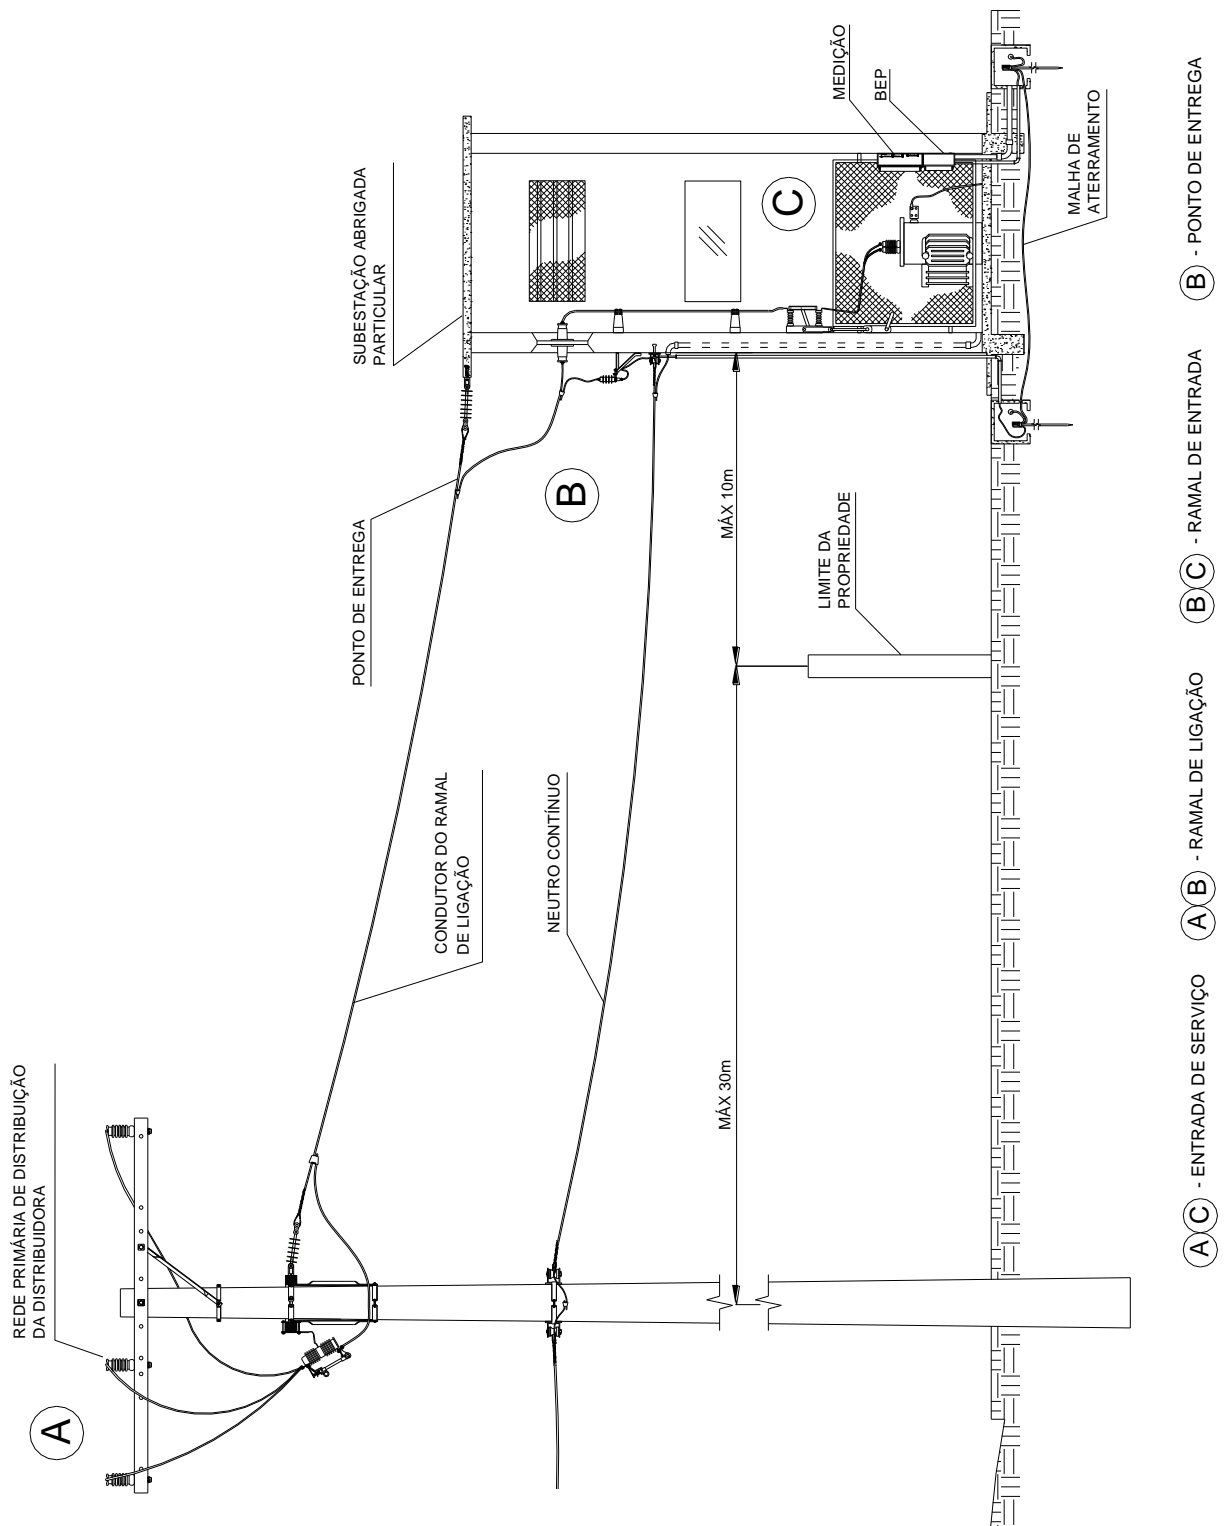 REDE PRIMÁRIA DE DISTRIBUIÇÃO
DA DISTRIBUIDORA
A
CONDUTOR DO RAMAL
DE LIGAÇÃO
NEUTRO CONTÍNUO
PONTO DE ENTREGA
SUBESTAÇÃO ABRIGADA
PARTICULAR
B
C
MEDIÇÃO
BEP
MALHA DE
ATERRAMENTO
LIMITE DA
PROPRIEDADE
MÁX 30m
MÁX 10m
A C - ENTRADA DE SERVIÇO
A B - RAMAL DE LIGAÇÃO
B C - RAMAL DE ENTRADA
B - PONTO DE ENTREGA